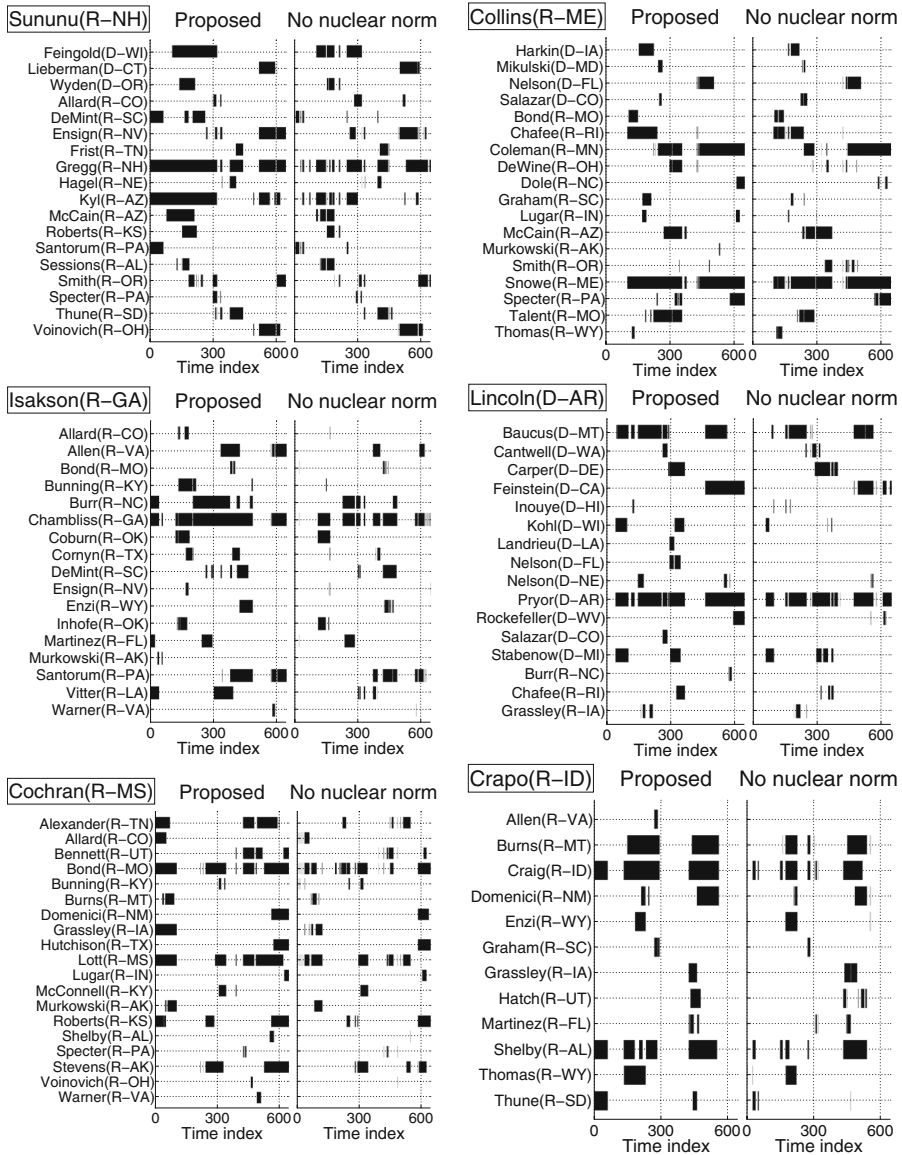 Sununu(R–NH)
Proposed
No nuclear norm
Feingold(D–WI)
Lieberman(D–CT)
Wyden(D–OR)
Allard(R–CO)
DeMint(R–SC)
Ensign(R–NV)
Frist(R–TN)
Gregg(R–NH)
Hagel(R–NE)
Kyl(R–AZ)
McCain(R–AZ)
Roberts(R–KS)
Santorum(R–PA)
Sessions(R–AL)
Smith(R–OR)
Specter(R–PA)
Thune(R–SD)
Voinovich(R–OH)
0 300 600 0 300 600
Time index Time index
Collins(R–ME)
Proposed
No nuclear norm
Harkin(D–IA)
Mikulski(D–MD)
Nelson(D–FL)
Salazar(D–CO)
Bond(R–MO)
Chafee(R–RI)
Coleman(R–MN)
DeWine(R–OH)
Dole(R–NC)
Graham(R–SC)
Lugar(R–IN)
McCain(R–AZ)
Murkowski(R–AK)
Smith(R–OR)
Snowe(R–ME)
Specter(R–PA)
Talent(R–MO)
Thomas(R–WY)
0 300 600 0 300 600
Time index Time index
Isakson(R–GA)
Proposed
No nuclear norm
Allard(R–CO)
Allen(R–VA)
Bond(R–MO)
Bunning(R–KY)
Burr(R–NC)
Chambliss(R–GA)
Coburn(R–OK)
Cornyn(R–TX)
DeMint(R–SC)
Ensign(R–NV)
Enzi(R–WY)
Inhofe(R–OK)
Martinez(R–FL)
Murkowski(R–AK)
Santorum(R–PA)
Vitter(R–LA)
Warner(R–VA)
0 300 600 0 300 600
Time index Time index
Lincoln(D–AR)
Proposed
No nuclear norm
Baucus(D–MT)
Cantwell(D–WA)
Carper(D–DE)
Feinstein(D–CA)
Inouye(D–HI)
Kohl(D–WI)
Landrieu(D–LA)
Nelson(D–FL)
Nelson(D–NE)
Pryor(D–AR)
Rockefeller(D–WV)
Salazar(D–CO)
Stabenow(D–MI)
Burr(R–NC)
Chafee(R–RI)
Grassley(R–IA)
0 300 600 0 300 600
Time index Time index
Cochran(R–MS)
Proposed
No nuclear norm
Alexander(R–TN)
Allard(R–CO)
Bennett(R–UT)
Bond(R–MO)
Bunning(R–KY)
Burns(R–MT)
Domenici(R–NM)
Grassley(R–IA)
Hutchison(R–TX)
Lott(R–MS)
Lugar(R–IN)
McConnell(R–KY)
Murkowski(R–AK)
Roberts(R–KS)
Shelby(R–AL)
Specter(R–PA)
Stevens(R–AK)
Voinovich(R–OH)
Warner(R–VA)
0 300 600 0 300 600
Time index Time index
Crapo(R–ID)
Proposed
No nuclear norm
Allen(R–VA)
Burns(R–MT)
Craig(R–ID)
Domenici(R–NM)
Enzi(R–WY)
Graham(R–SC)
Grassley(R–IA)
Hatch(R–UT)
Martinez(R–FL)
Shelby(R–AL)
Thomas(R–WY)
Thune(R–SD)
0 300 600 0 300 600
Time index Time index